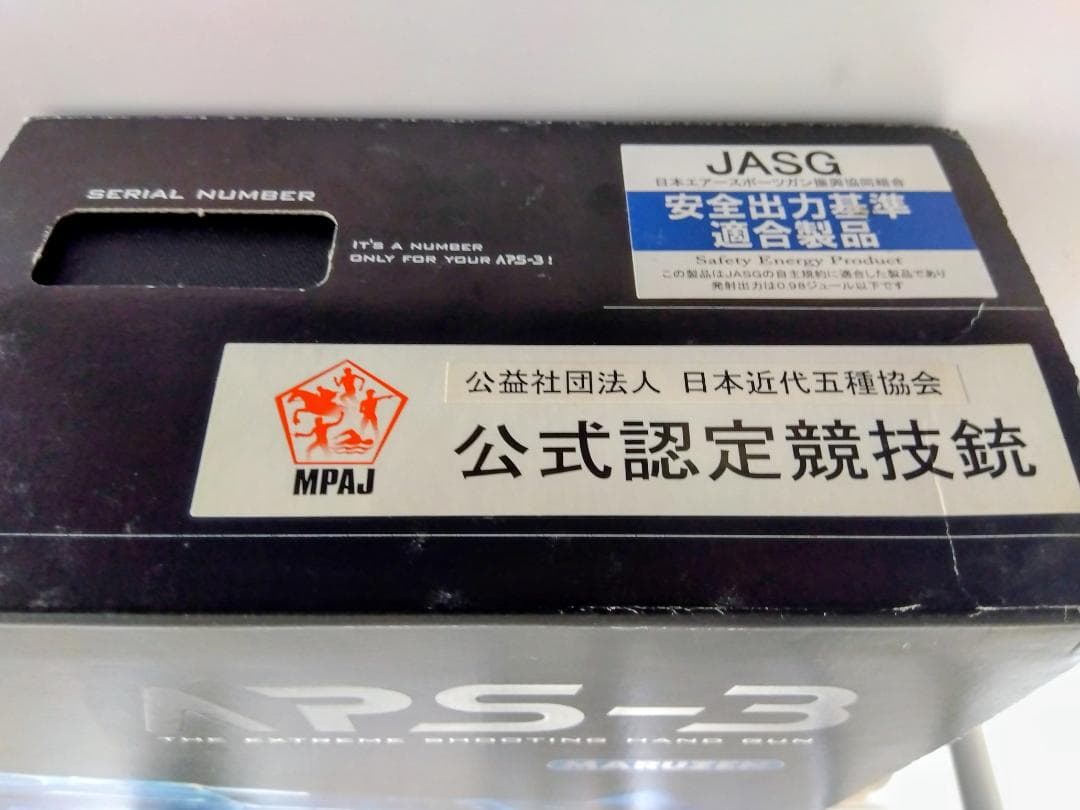 SERIAL NUMBER
IT'S A NUMBER
ONLY FOR YOUR APS-3!
JASG
日本エアースポーツガン振興協同組合
安全出力基準
適合製品
Safety Energy Product
この製品はJASGの自主規約に適合した製品であり
発射出力は0.98ジュール以下です
MPAJ
公益社団法人 日本近代五種協会
公式認定競技銃
APS-3
THE EXTREME SHOOTING HAND GUN
MARUZEN